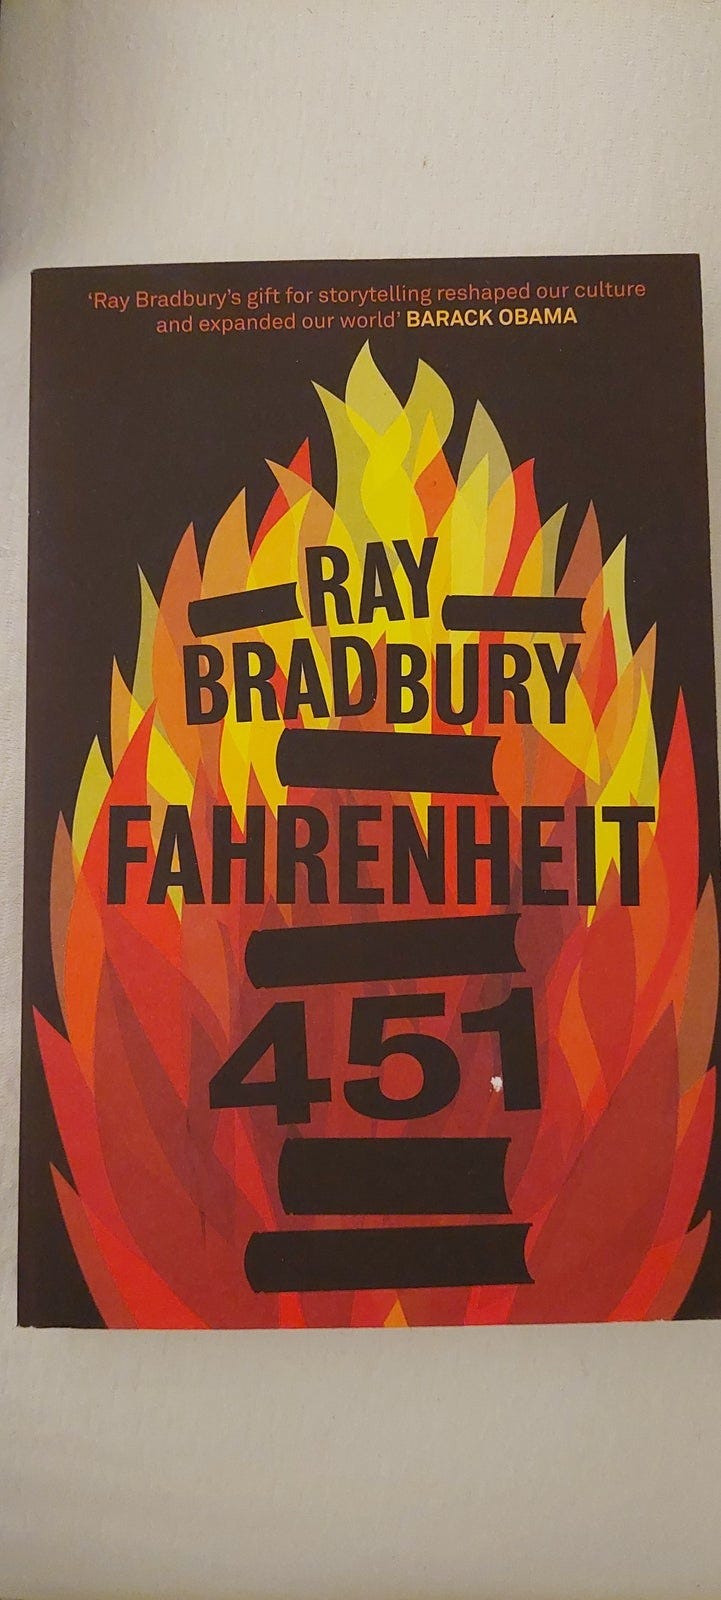 ‘Ray Bradbury’s gift for storytelling reshaped our culture
and expanded our world’ BARACK OBAMA
RAY
BRADBURY
FAHRENHEIT
451